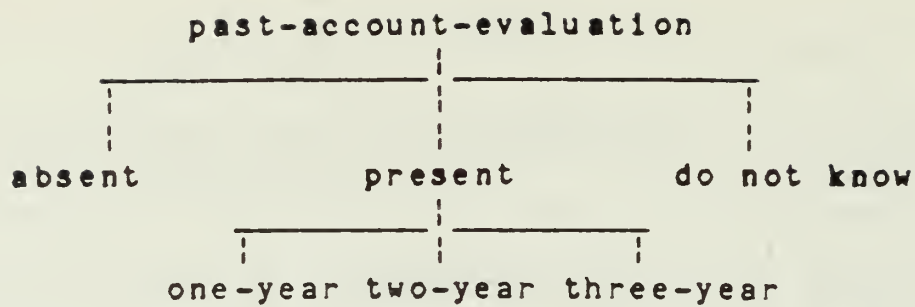 past-account-evaluation
absent present do not know
one-year two-year three-year